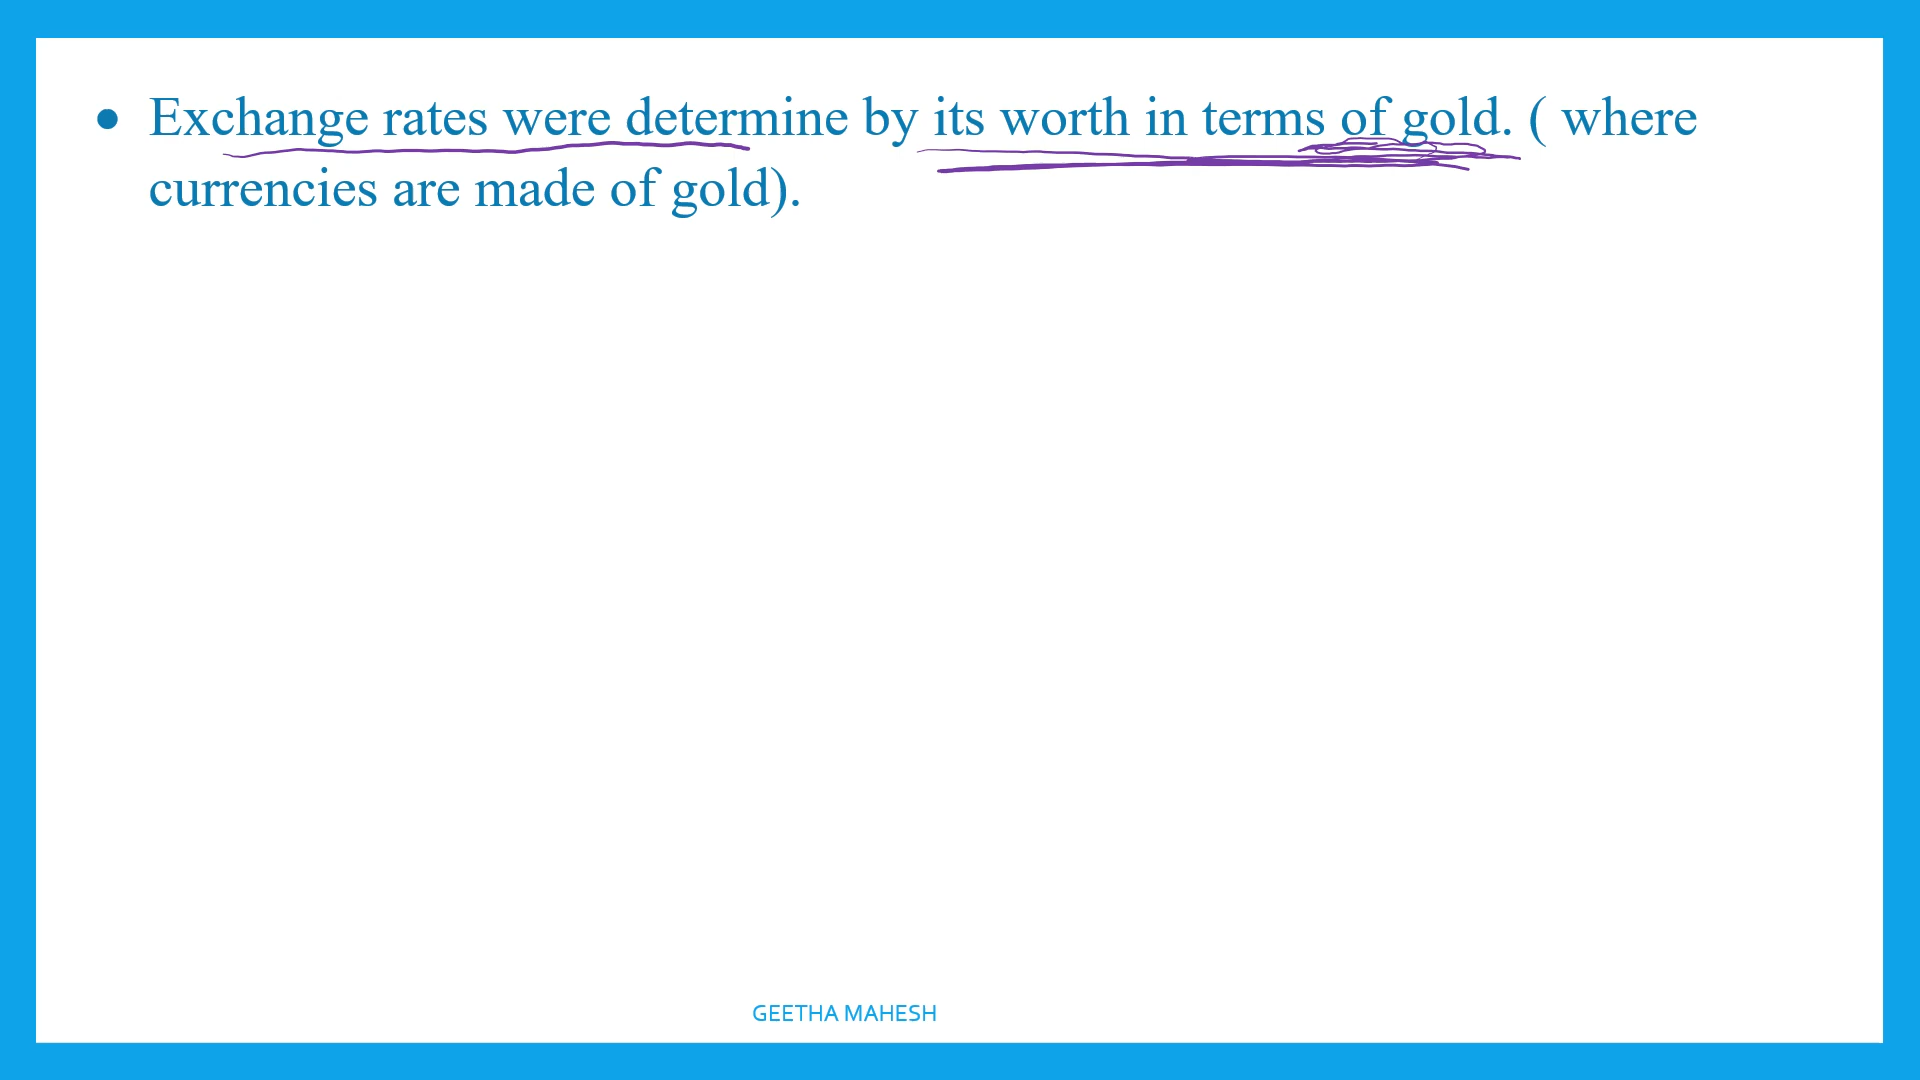 • Exchange rates were determine by its worth in terms of gold. ( where
currencies are made of gold).
GEETHA MAHESH